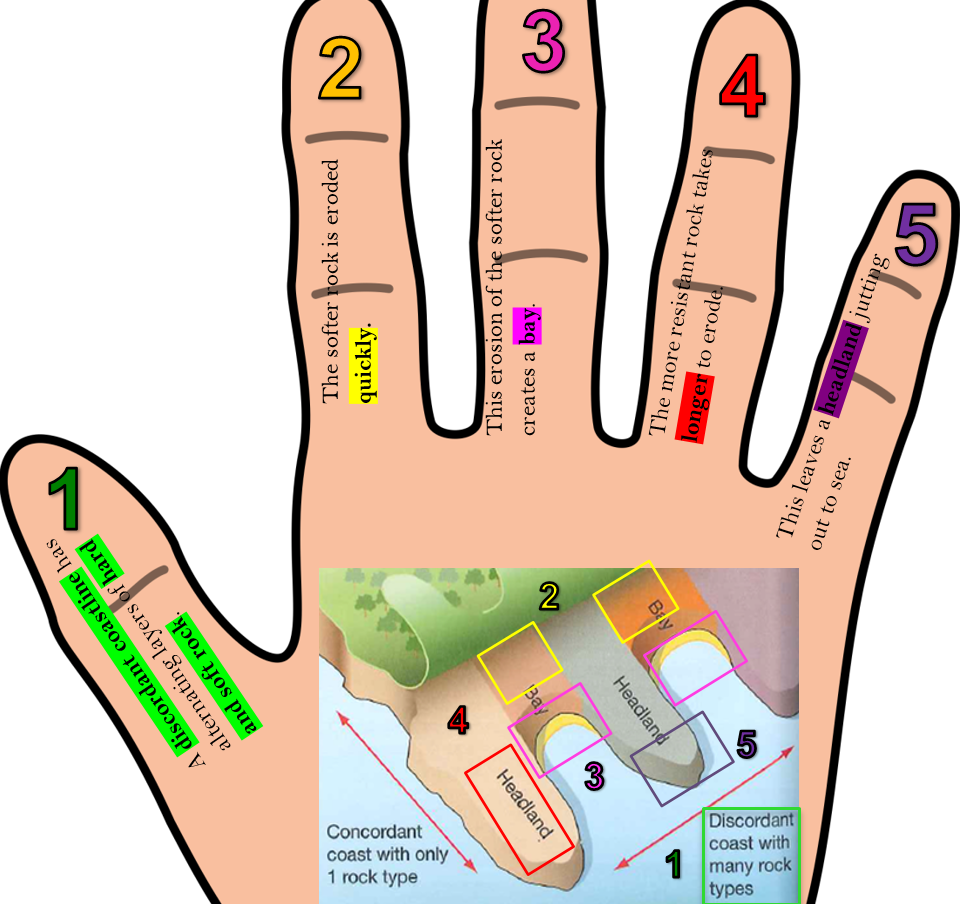 1
A discordant coastline has
alternating layers of hard
and soft rock.
2
The softer rock is eroded
quickly.
3
This erosion of the softer rock
creates a bay.
4
The more resistant rock takes
longer to erode.
5
This leaves a headland jutting
out to sea.
2
Bay
Bay
4
Headland
Headland
3
5
Concordant
coast with only
1 rock type
1
Discordant
coast with
many rock
types